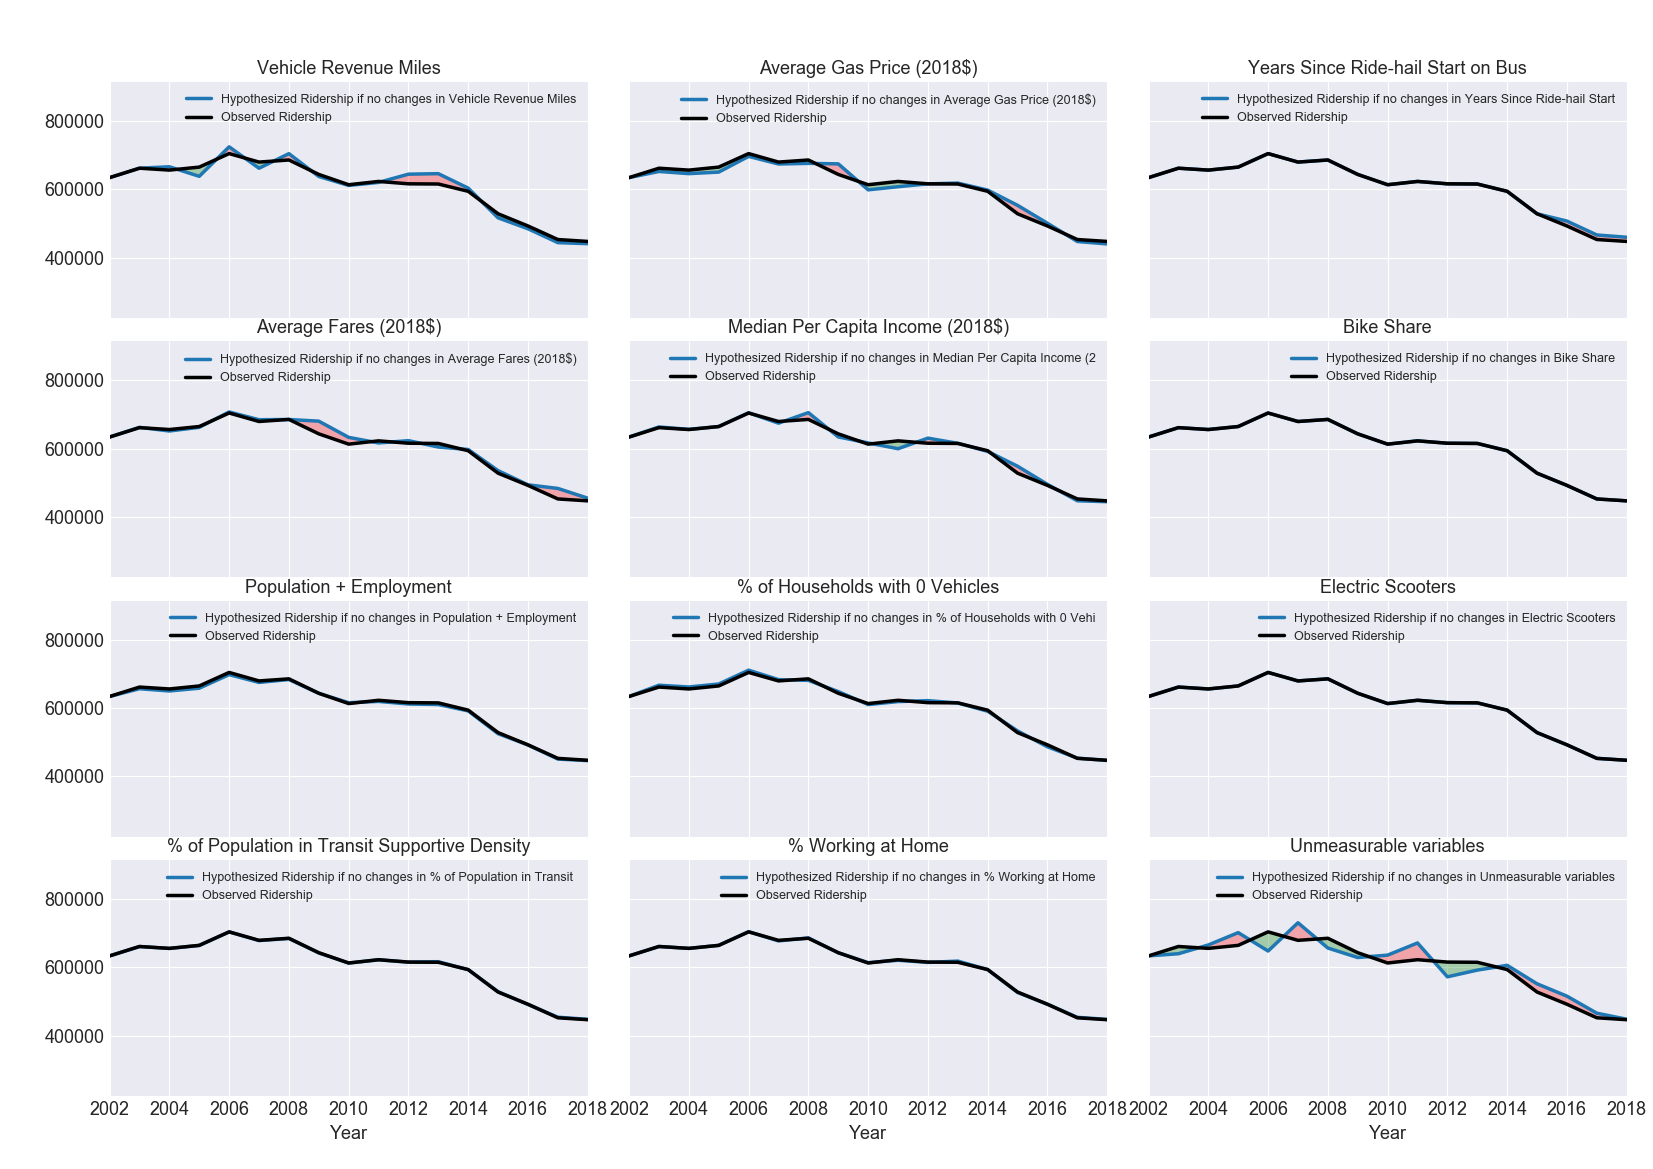 Vehicle Revenue Miles
Hypothesized Ridership if no changes in Vehicle Revenue Miles
Observed Ridership
800000
600000
400000
Average Gas Price (2018$)
Hypothesized Ridership if no changes in Average Gas Price (2018$)
Observed Ridership
Years Since Ride-hail Start on Bus
Hypothesized Ridership if no changes in Years Since Ride-hail Start
Observed Ridership
Average Fares (2018$)
Hypothesized Ridership if no changes in Average Fares (2018$)
Observed Ridership
800000
600000
400000
Median Per Capita Income (2018$)
Hypothesized Ridership if no changes in Median Per Capita Income (2
Observed Ridership
Bike Share
Hypothesized Ridership if no changes in Bike Share
Observed Ridership
Population + Employment
Hypothesized Ridership if no changes in Population + Employment
Observed Ridership
800000
600000
400000
% of Households with 0 Vehicles
Hypothesized Ridership if no changes in % of Households with 0 Vehi
Observed Ridership
Electric Scooters
Hypothesized Ridership if no changes in Electric Scooters
Observed Ridership
% of Population in Transit Supportive Density
Hypothesized Ridership if no changes in % of Population in Transit
Observed Ridership
800000
600000
400000
2002 2004 2006 2008 2010 2012 2014 2016 2018
Year
% Working at Home
Hypothesized Ridership if no changes in % Working at Home
Observed Ridership
2002 2004 2006 2008 2010 2012 2014 2016 2018
Year
Unmeasurable variables
Hypothesized Ridership if no changes in Unmeasurable variables
Observed Ridership
2002 2004 2006 2008 2010 2012 2014 2016 2018
Year